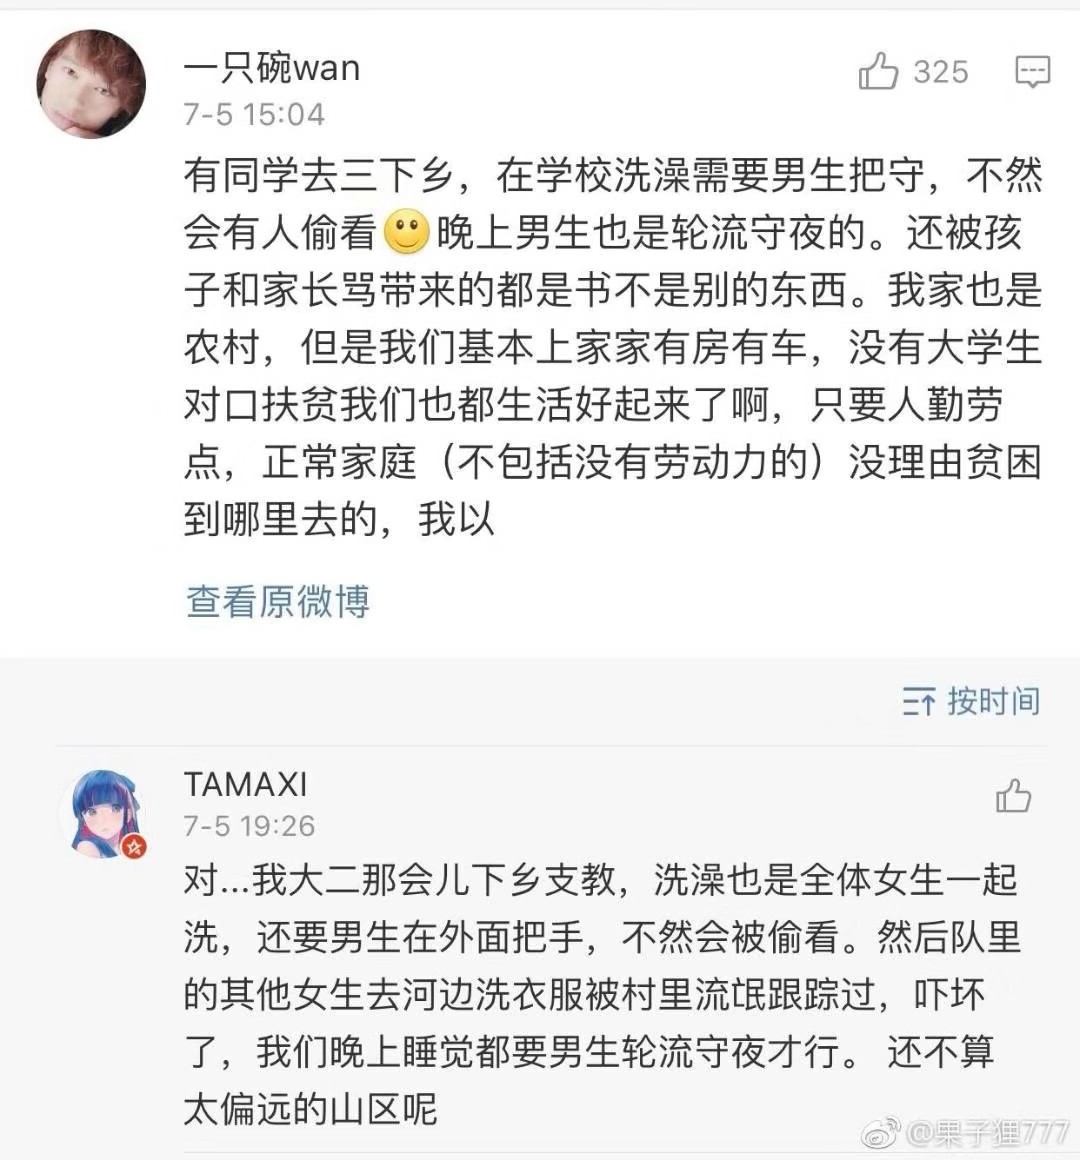 一只碗wan
325
7-5 15:04
有同学去三下乡，在学校洗澡需要男生把守，不然
会有人偷看🙂晚上男生也是轮流守夜的。还被孩
子和家长骂带来的都是书不是别的东西。我家也是
农村，但是我们基本上家家有房有车，没有大学生
对口扶贫我们也都生活好起来了啊，只要人勤劳
点，正常家庭（不包括没有劳动力的）没理由贫困
到哪里去的，我以
查看原微博
按时间
TAMAXI
7-5 19:26
对...我大二那会儿下乡支教，洗澡也是全体女生一起
洗，还要男生在外面把手，不然会被偷看。然后队里
的其他女生去河边洗衣服被村里流氓跟踪过，吓坏
了，我们晚上睡觉都要男生轮流守夜才行。 还不算
太偏远的山区呢
@果子狸777